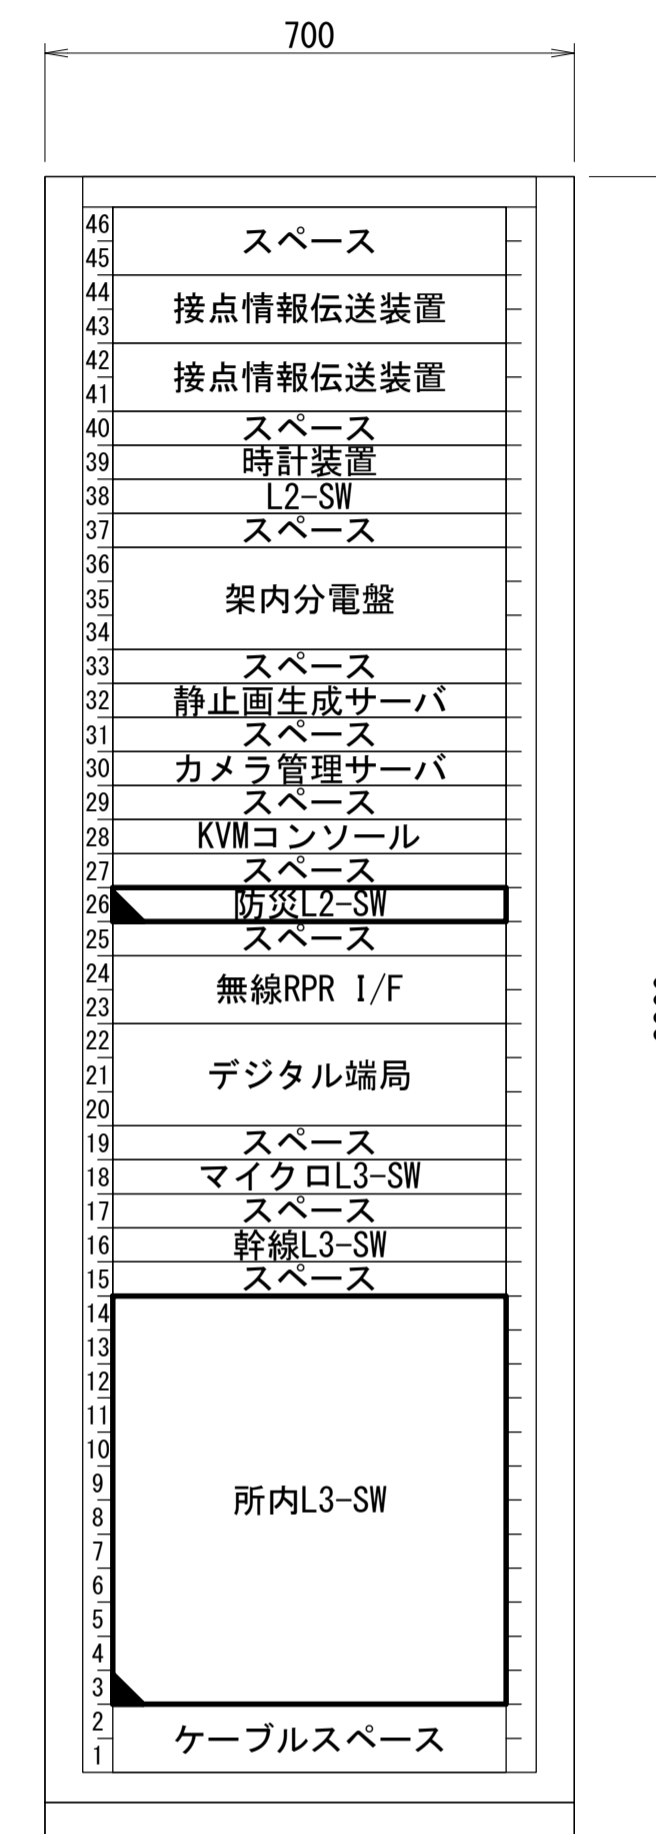 700
46
スペース
45
44
接点情報伝送装置
43
42
接点情報伝送装置
41
40 スペース
39 時計装置
38 L2-SW
37 スペース
36
35 架内分電盤
34
33 スペース
32 静止画生成サーバ
31 スペース
30 カメラ管理サーバ
29 スペース
28 KVMコンソール
27 スペース
26 防災L2-SW
25 スペース
24
無線RPR I/F
23
22
21 デジタル端局
20
19 スペース
18 マイクロL3-SW
17 スペース
16 幹線L3-SW
15 スペース
14
13
12
11
10
9
所内L3-SW
8
7
6
5
4
3
2
ケーブルスペース
1